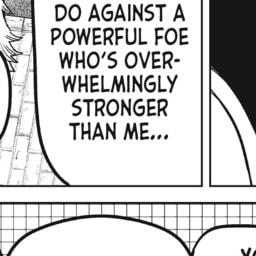 DO AGAINST A
POWERFUL FOE
WHO'S OVER-
WHELMINGLY
STRONGER
THAN ME...